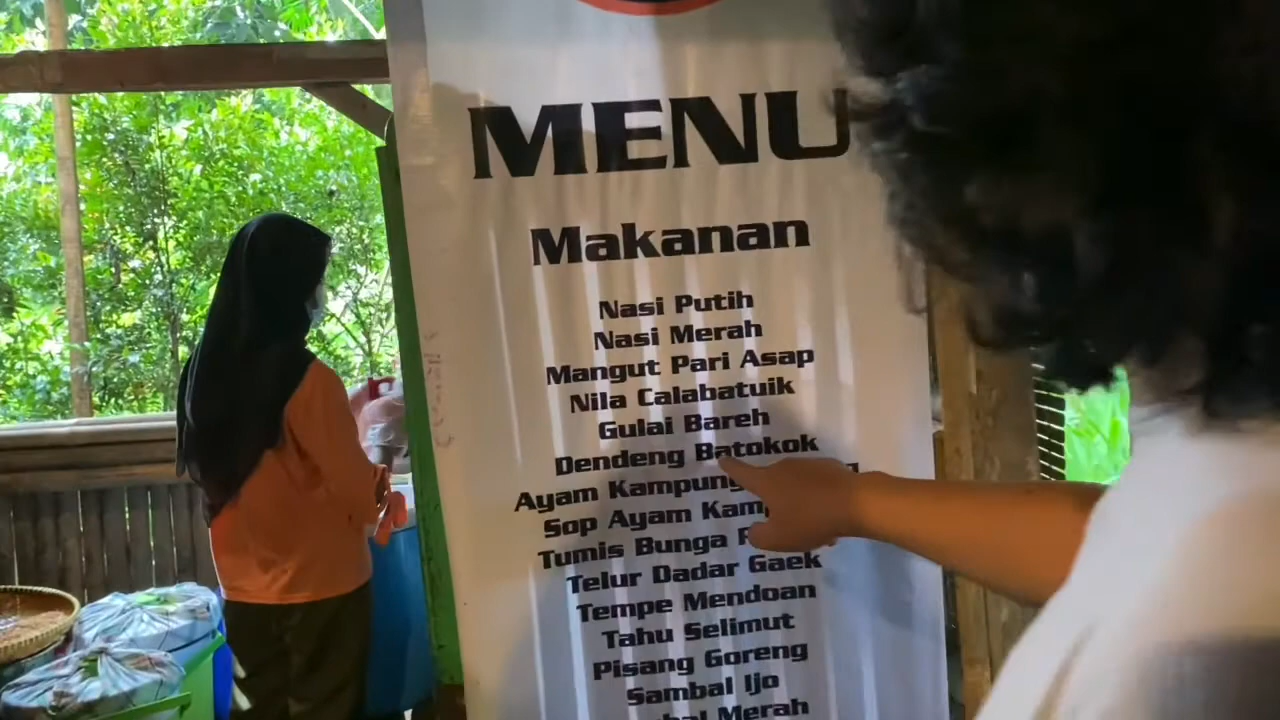 MENU
Makanan
Nasi Putih
Nasi Merah
Mangut Pari Asap
Nila Calabatuik
Gulai Bareh
Dendeng Batokok
Ayam Kampung
Sop Ayam
Tumis Bunga
Telur Dadar Gaek
Tempe Mendoan
Tahu Selimut
Pisang Goreng
Sambal Ijo
Merah